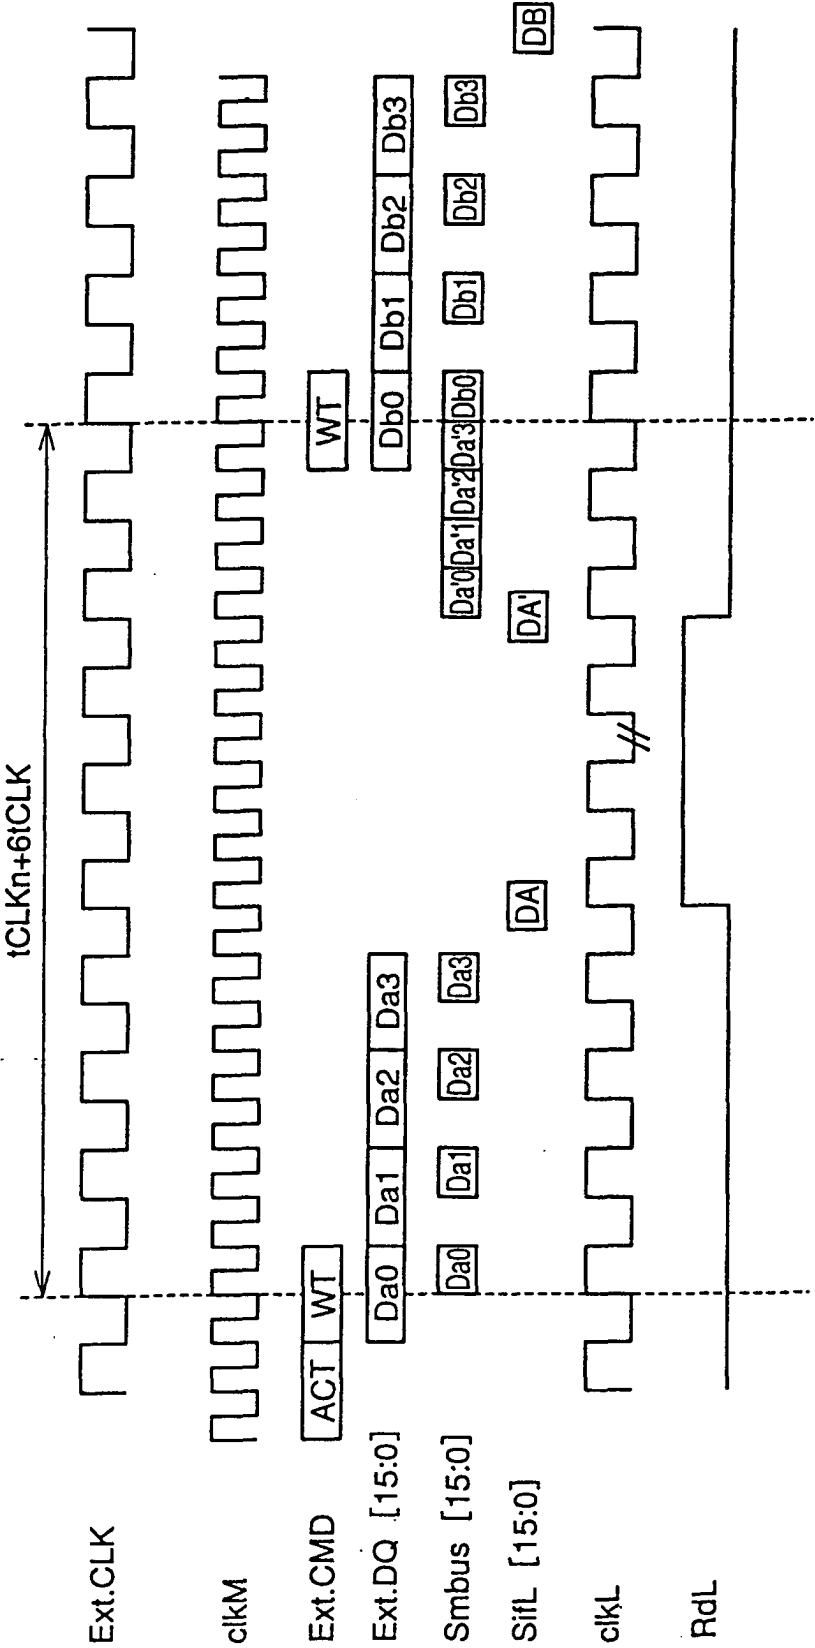 tCLKn+6tCLK
Ext.CLK
clkM
Ext.CMD ACT WT WT
Ext.DQ [15:0] Da0 Da1 Da2 Da3 Db0 Db1 Db2 Db3
Smbus [15:0] Da0 Da1 Da2 Da3 Da'0 Da'1 Da'2 Da'3 Db0 Db1 Db2 Db3
SifL [15:0] DA DA' DB
clkL
RdL